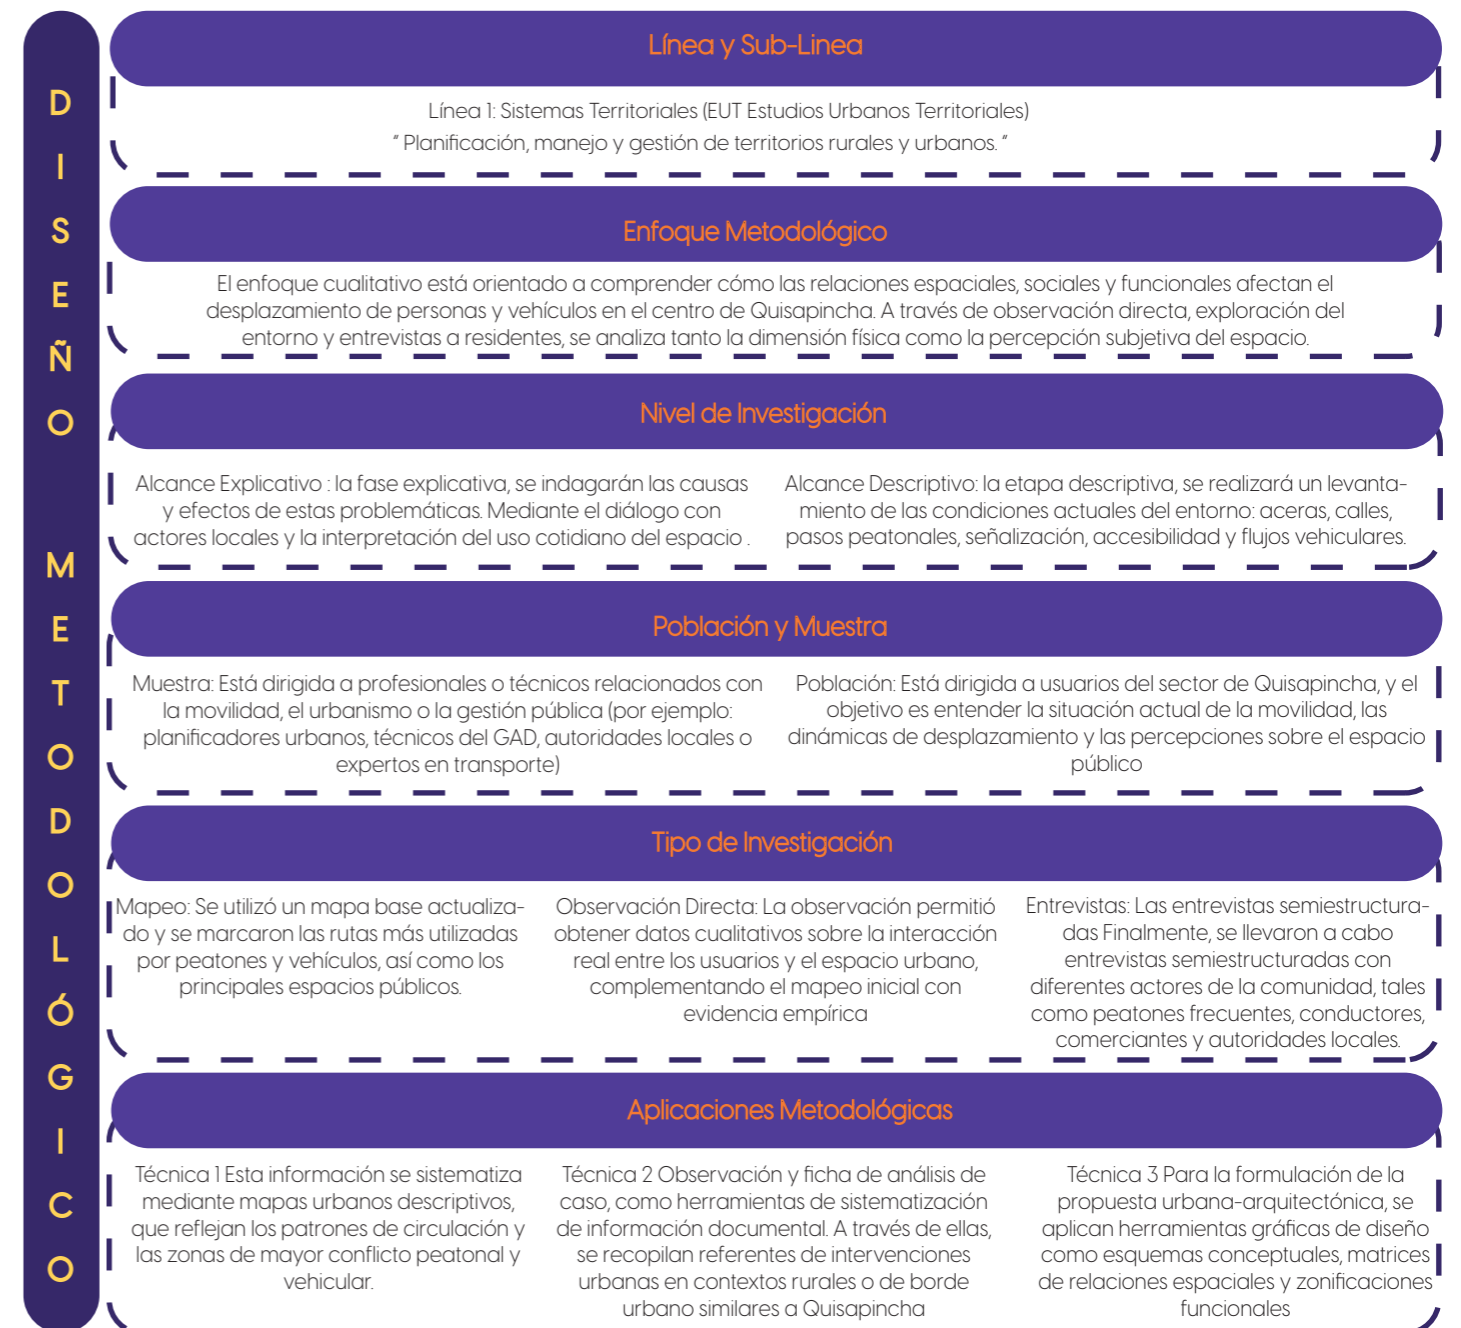 DISEÑO METODOLÓGICO
Línea y Sub-Linea
Línea 1: Sistemas Territoriales (EUT Estudios Urbanos Territoriales)
" Planificación, manejo y gestión de territorios rurales y urbanos. "
Enfoque Metodológico
El enfoque cualitativo está orientado a comprender cómo las relaciones espaciales, sociales y funcionales afectan el
desplazamiento de personas y vehículos en el centro de Quisapincha. A través de observación directa, exploración del
entorno y entrevistas a residentes, se analiza tanto la dimensión física como la percepción subjetiva del espacio.
Nivel de Investigación
Alcance Explicativo : la fase explicativa, se indagarán las causas
y efectos de estas problemáticas. Mediante el diálogo con
actores locales y la interpretación del uso cotidiano del espacio .
Alcance Descriptivo: la etapa descriptiva, se realizará un levanta-
miento de las condiciones actuales del entorno: aceras, calles,
pasos peatonales, señalización, accesibilidad y flujos vehiculares.
Población y Muestra
Muestra: Está dirigida a profesionales o técnicos relacionados con
la movilidad, el urbanismo o la gestión pública (por ejemplo:
planificadores urbanos, técnicos del GAD, autoridades locales o
expertos en transporte)
Población: Está dirigida a usuarios del sector de Quisapincha, y el
objetivo es entender la situación actual de la movilidad, las
dinámicas de desplazamiento y las percepciones sobre el espacio
público
Tipo de Investigación
Mapeo: Se utilizó un mapa base actualiza-
do y se marcaron las rutas más utilizadas
por peatones y vehículos, así como los
principales espacios públicos.
Observación Directa: La observación permitió
obtener datos cualitativos sobre la interacción
real entre los usuarios y el espacio urbano,
complementando el mapeo inicial con
evidencia empírica
Entrevistas: Las entrevistas semiestructura-
das Finalmente, se llevaron a cabo
entrevistas semiestructuradas con
diferentes actores de la comunidad, tales
como peatones frecuentes, conductores,
comerciantes y autoridades locales.
Aplicaciones Metodológicas
Técnica 1 Esta información se sistematiza
mediante mapas urbanos descriptivos,
que reflejan los patrones de circulación y
las zonas de mayor conflicto peatonal y
vehicular.
Técnica 2 Observación y ficha de análisis de
caso, como herramientas de sistematización
de información documental. A través de ellas,
se recopilan referentes de intervenciones
urbanas en contextos rurales o de borde
urbano similares a Quisapincha
Técnica 3 Para la formulación de la
propuesta urbana-arquitectónica, se
aplican herramientas gráficas de diseño
como esquemas conceptuales, matrices
de relaciones espaciales y zonificaciones
funcionales